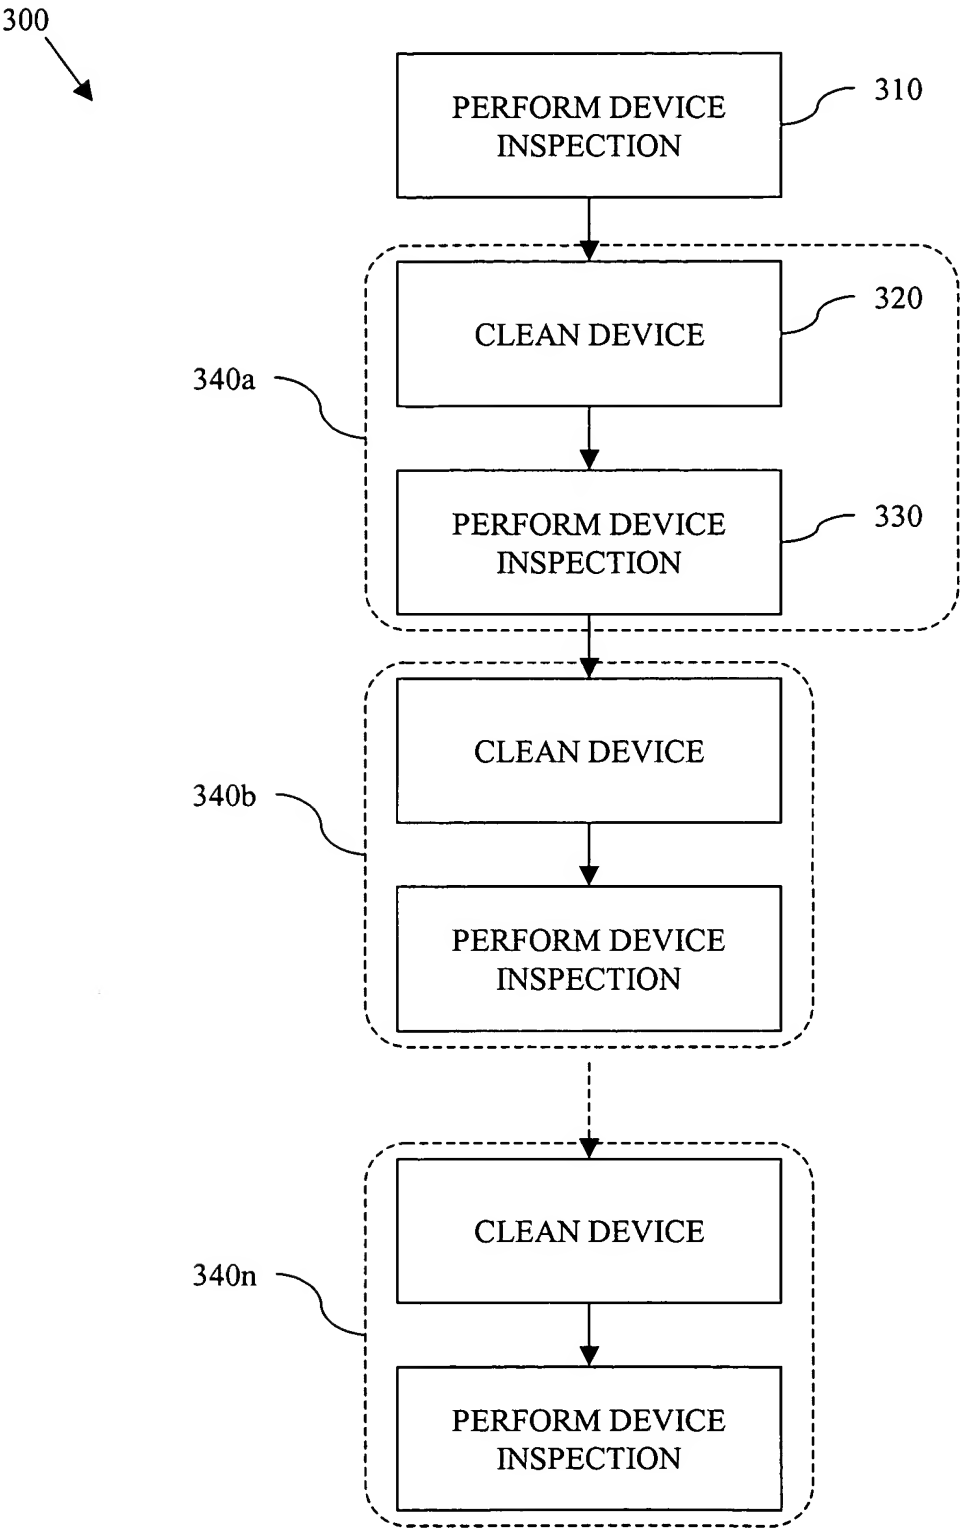 300
PERFORM DEVICE
INSPECTION
310
CLEAN DEVICE
320
340a
PERFORM DEVICE
INSPECTION
330
CLEAN DEVICE
340b
PERFORM DEVICE
INSPECTION
CLEAN DEVICE
340n
PERFORM DEVICE
INSPECTION